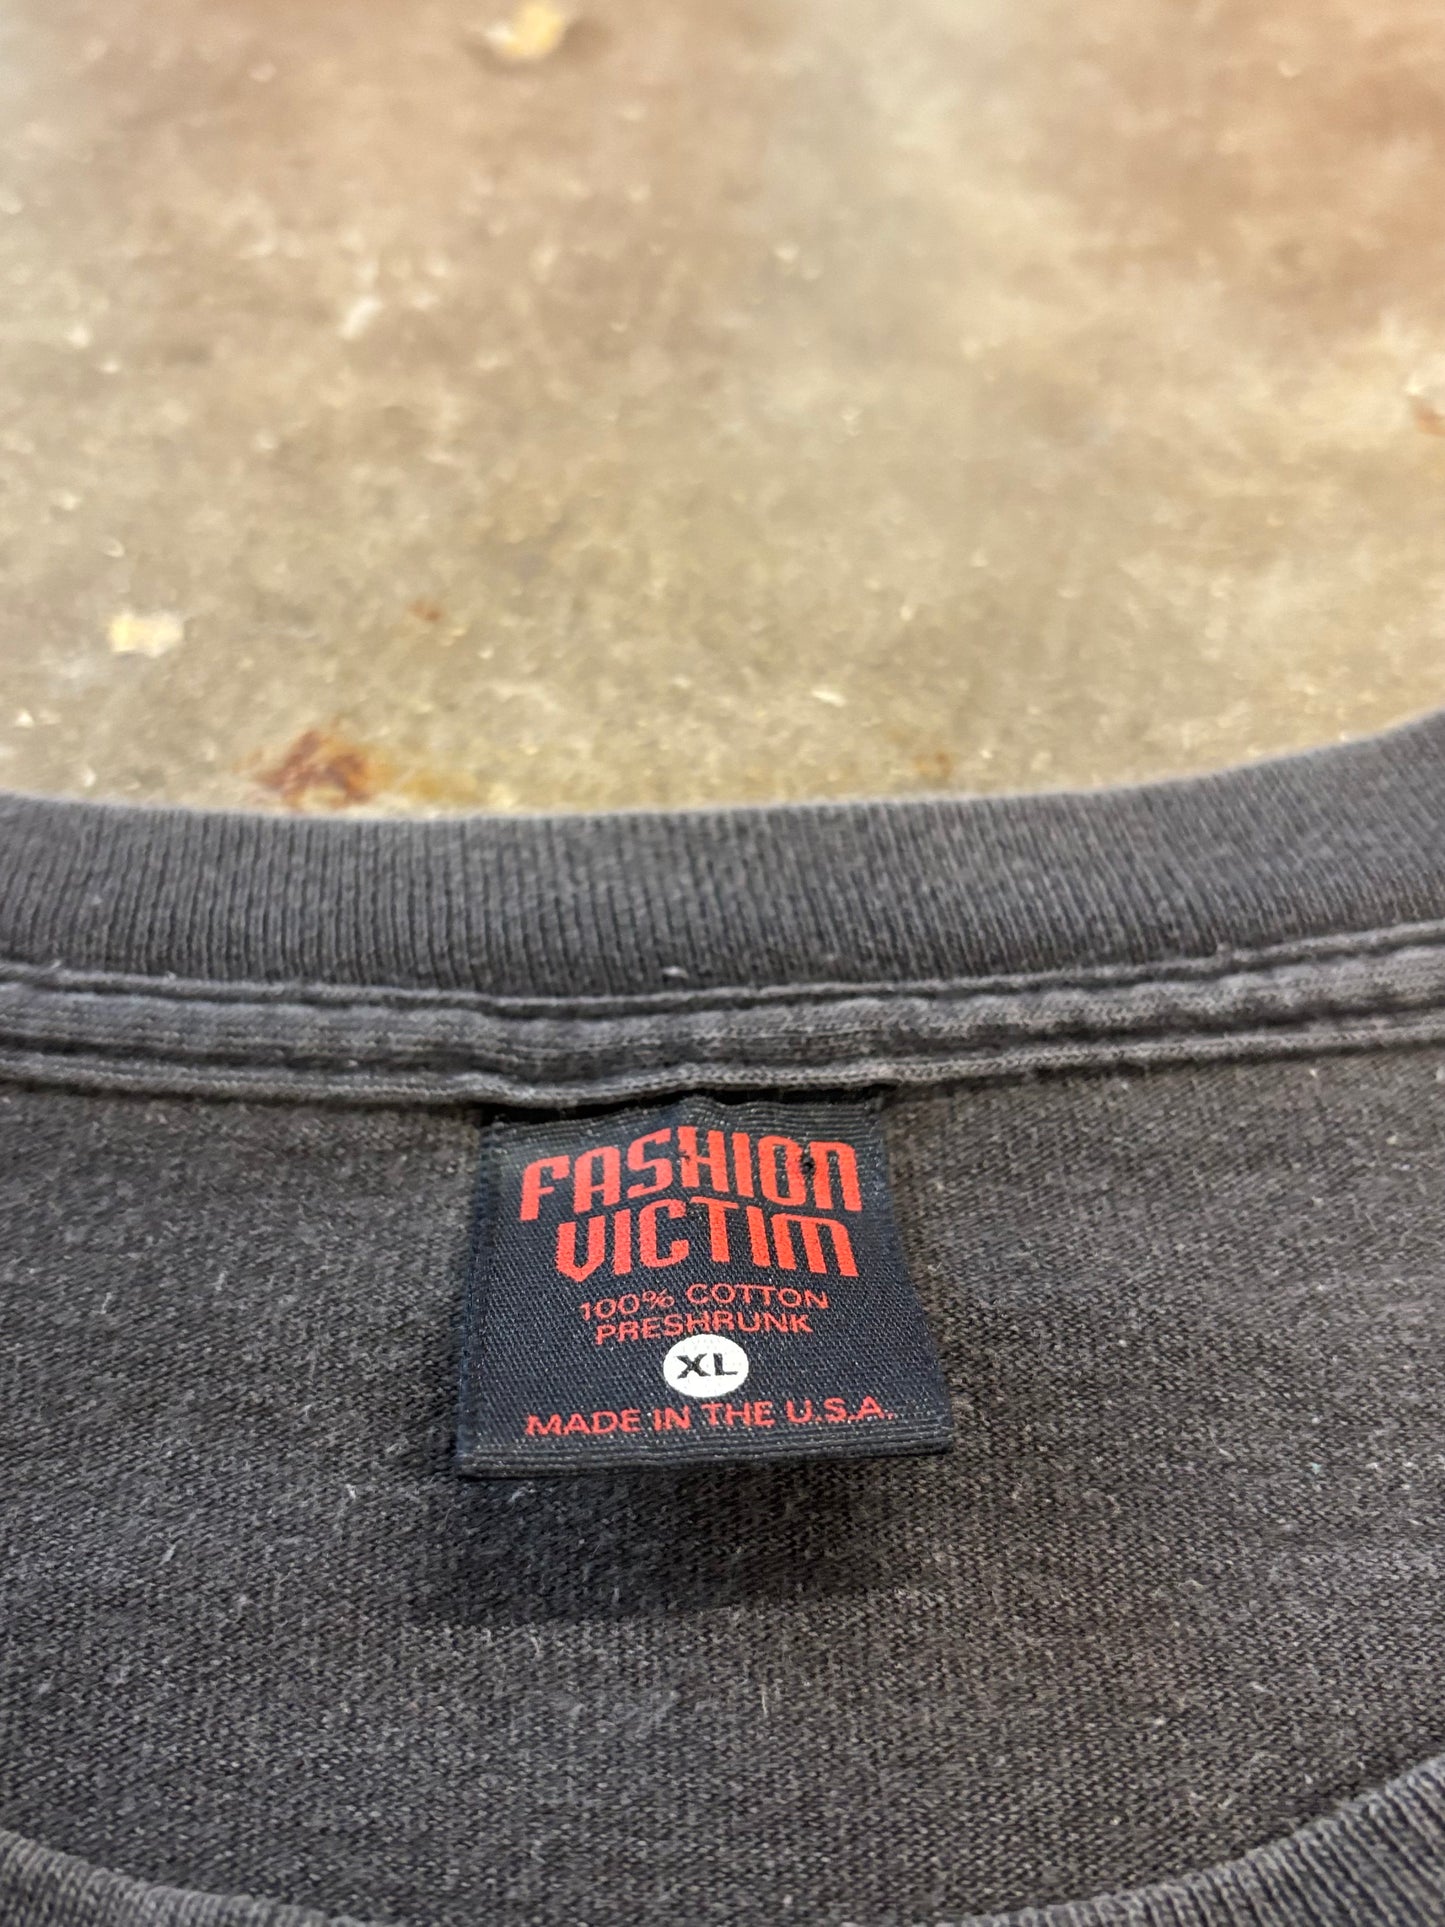 FASHION
VICTIM
100% COTTON
PRESHRUNK
XL
MADE IN THE U.S.A.